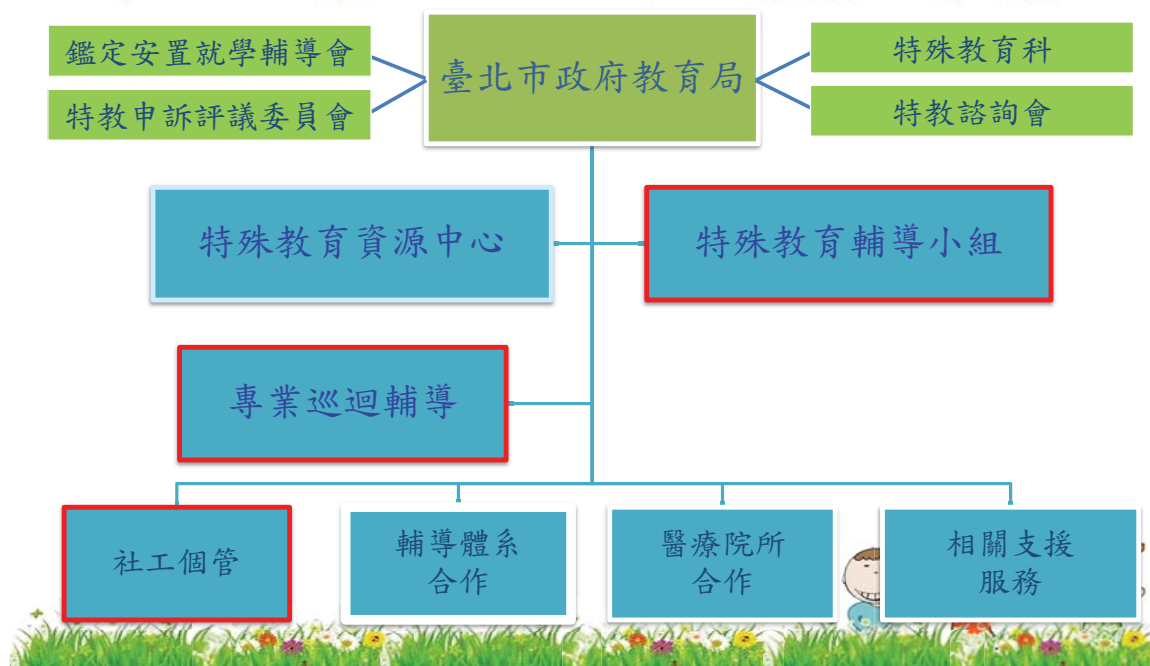 鑑定安置就學輔導會
特教申訴評議委員會
臺北市政府教育局
特殊教育科
特教諮詢會
特殊教育資源中心
特殊教育輔導小組
專業巡迴輔導
社工個管
輔導體系
合作
醫療院所
合作
相關支援
服務